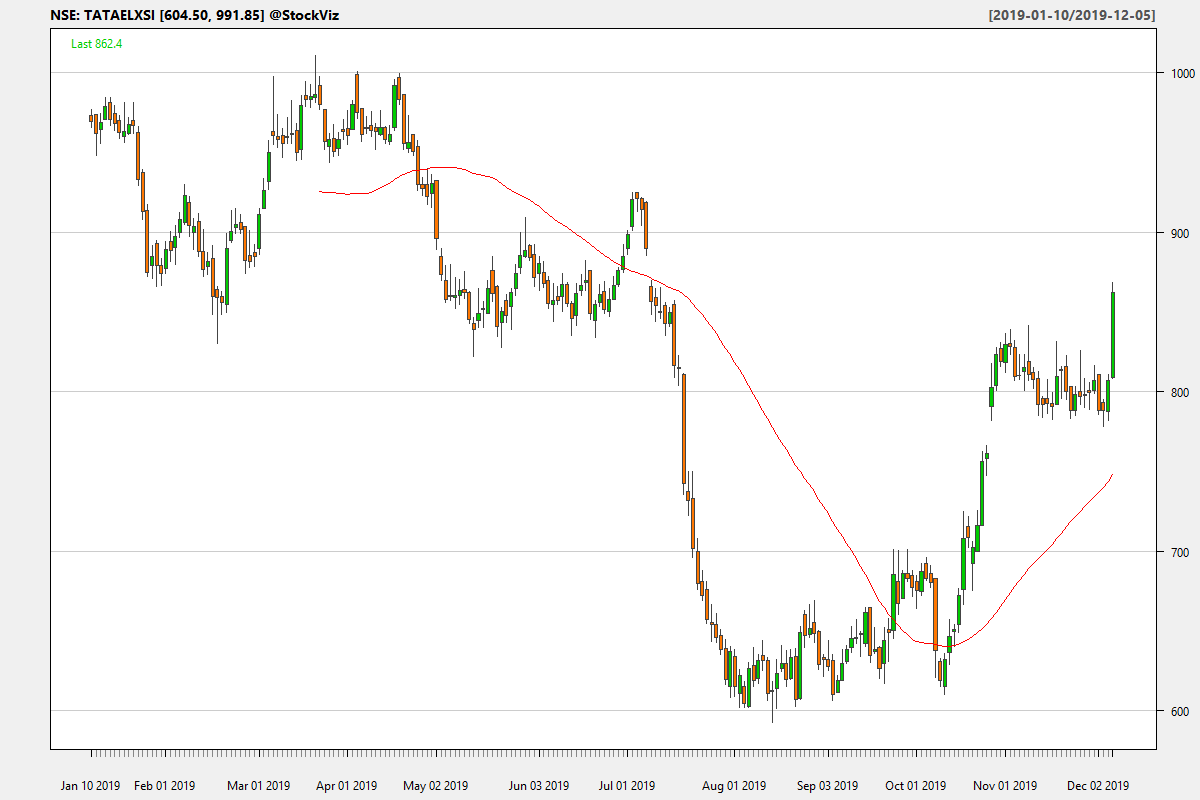 NSE: TATAELXSI [604.50, 991.85] @StockViz [2019-01-10/2019-12-05]
Last 862.4
1000
900
800
700
600
Jan 10 2019 Feb 01 2019 Mar 01 2019 Apr 01 2019 May 02 2019 Jun 03 2019 Jul 01 2019 Aug 01 2019 Sep 03 2019 Oct 01 2019 Nov 01 2019 Dec 02 2019